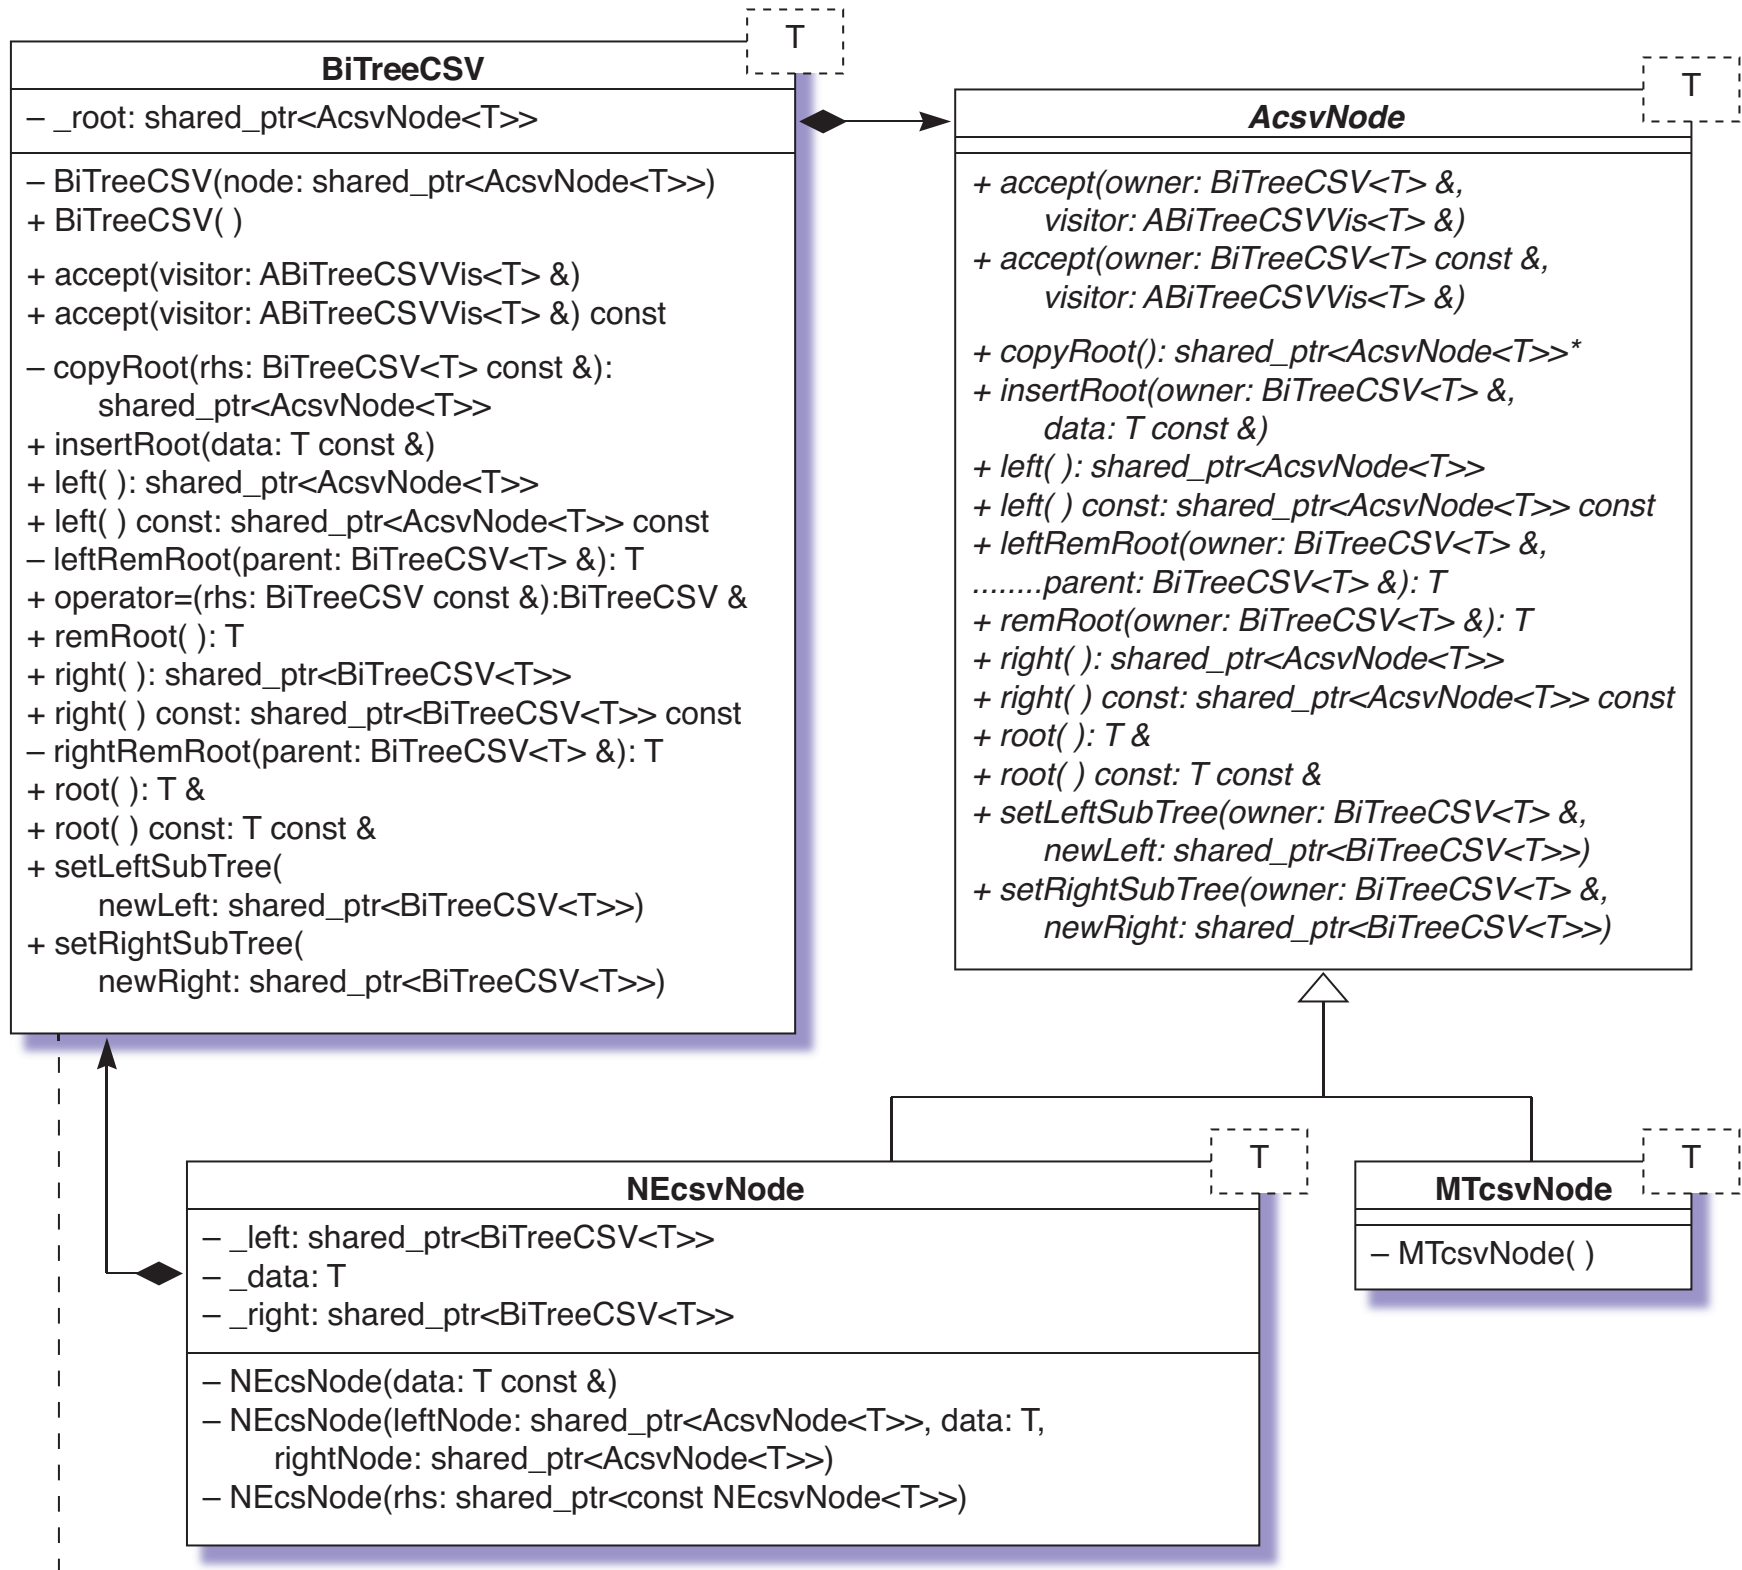 T
BiTreeCSV
– _root: shared_ptr<AcsvNode<T>>
– BiTreeCSV(node: shared_ptr<AcsvNode<T>>)
+ BiTreeCSV( )
+ accept(visitor: ABiTreeCSVVis<T> &)
+ accept(visitor: ABiTreeCSVVis<T> &) const
– copyRoot(rhs: BiTreeCSV<T> const &):
shared_ptr<AcsvNode<T>>
+ insertRoot(data: T const &)
+ left( ): shared_ptr<AcsvNode<T>>
+ left( ) const: shared_ptr<AcsvNode<T>> const
– leftRemRoot(parent: BiTreeCSV<T> &): T
+ operator=(rhs: BiTreeCSV const &):BiTreeCSV &
+ remRoot( ): T
+ right( ): shared_ptr<BiTreeCSV<T>>
+ right( ) const: shared_ptr<BiTreeCSV<T>> const
– rightRemRoot(parent: BiTreeCSV<T> &): T
+ root( ): T &
+ root( ) const: T const &
+ setLeftSubTree(
newLeft: shared_ptr<BiTreeCSV<T>>)
+ setRightSubTree(
newRight: shared_ptr<BiTreeCSV<T>>)
T
AcsvNode
+ accept(owner: BiTreeCSV<T> &,
visitor: ABiTreeCSVVis<T> &)
+ accept(owner: BiTreeCSV<T> const &,
visitor: ABiTreeCSVVis<T> &)
+ copyRoot(): shared_ptr<AcsvNode<T>>*
+ insertRoot(owner: BiTreeCSV<T> &,
data: T const &)
+ left( ): shared_ptr<AcsvNode<T>>
+ left( ) const: shared_ptr<AcsvNode<T>> const
+ leftRemRoot(owner: BiTreeCSV<T> &,
........parent: BiTreeCSV<T> &): T
+ remRoot(owner: BiTreeCSV<T> &): T
+ right( ): shared_ptr<AcsvNode<T>>
+ right( ) const: shared_ptr<AcsvNode<T>> const
+ root( ): T &
+ root( ) const: T const &
+ setLeftSubTree(owner: BiTreeCSV<T> &,
newLeft: shared_ptr<BiTreeCSV<T>>)
+ setRightSubTree(owner: BiTreeCSV<T> &,
newRight: shared_ptr<BiTreeCSV<T>>)
T
NEcsvNode
– _left: shared_ptr<BiTreeCSV<T>>
– _data: T
– _right: shared_ptr<BiTreeCSV<T>>
– NEcsNode(data: T const &)
– NEcsNode(leftNode: shared_ptr<AcsvNode<T>>, data: T,
rightNode: shared_ptr<AcsvNode<T>>)
– NEcsNode(rhs: shared_ptr<const NEcsvNode<T>>)
T
MTcsvNode
– MTcsvNode( )